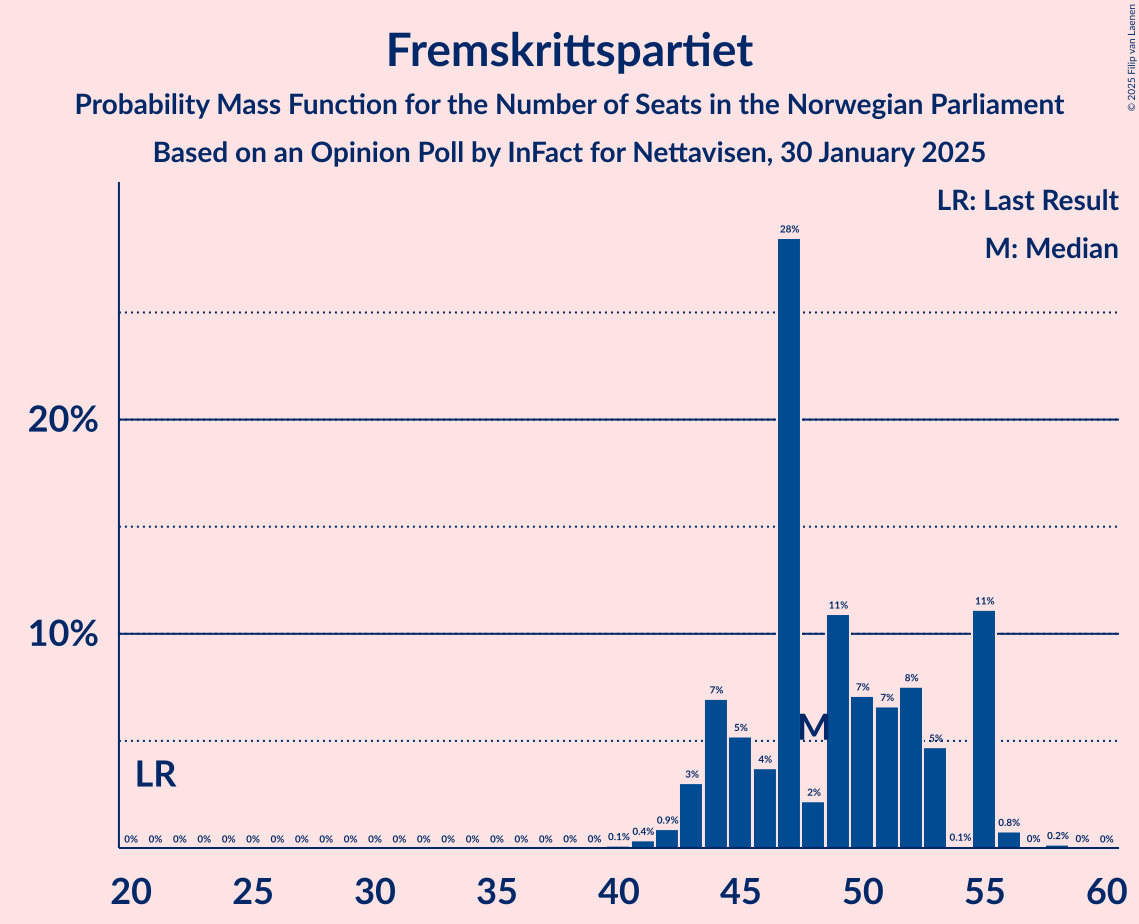 Fremskrittspartiet
Probability Mass Function for the Number of Seats in the Norwegian Parliament
Based on an Opinion Poll by InFact for Nettavisen, 30 January 2025
© 2025 Filip van Laenen
LR: Last Result
M: Median
20%
10%
LR
M
0% 0% 0% 0% 0% 0% 0% 0% 0% 0% 0% 0% 0% 0% 0% 0% 0% 0% 0% 0% 0.1% 0.4% 0.9% 3% 7% 5% 4% 28% 2% 11% 7% 7% 8% 5% 0.1% 11% 0.8% 0% 0.2% 0% 0%
20 25 30 35 40 45 50 55 60